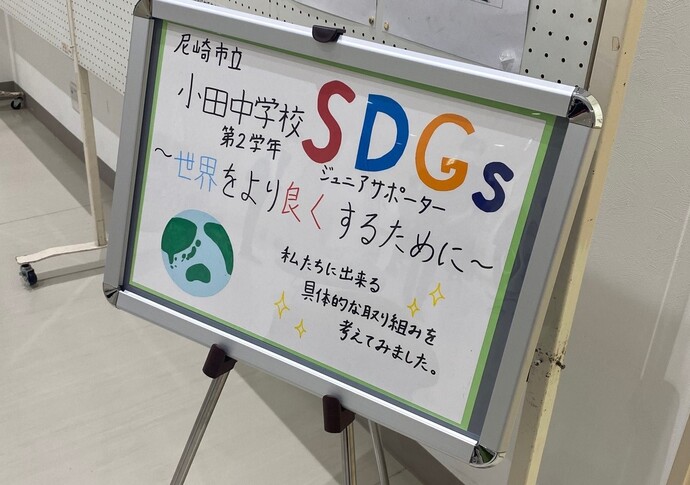 尼崎市立
小田中学校
第2学年
SDGs
ジュニアサポーター
～世界をより良くするために～
私たちに出来る
具体的な取り組みを
考えてみました。